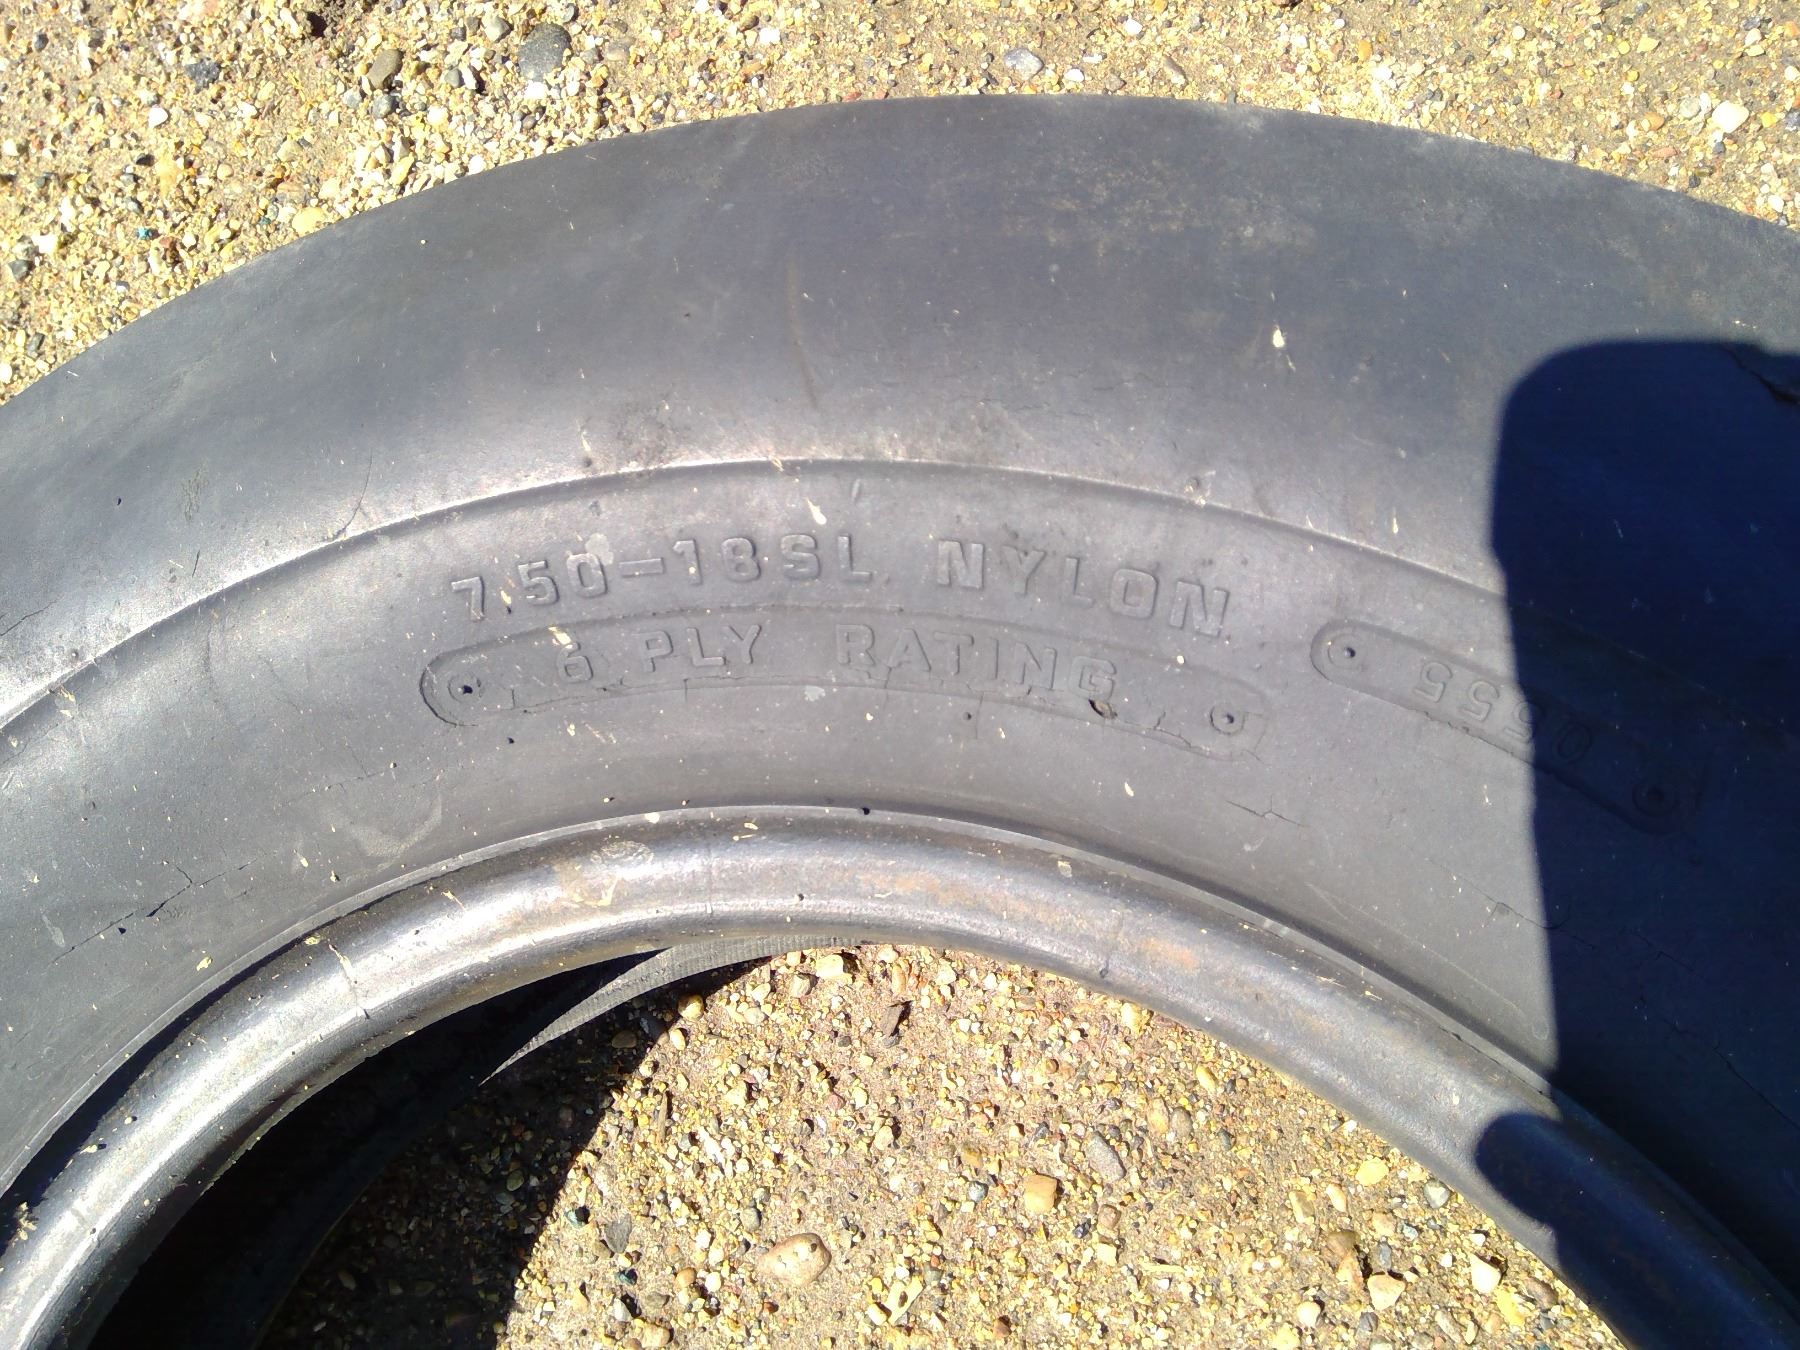 7.50-18SL NYLON
6 PLY RATING